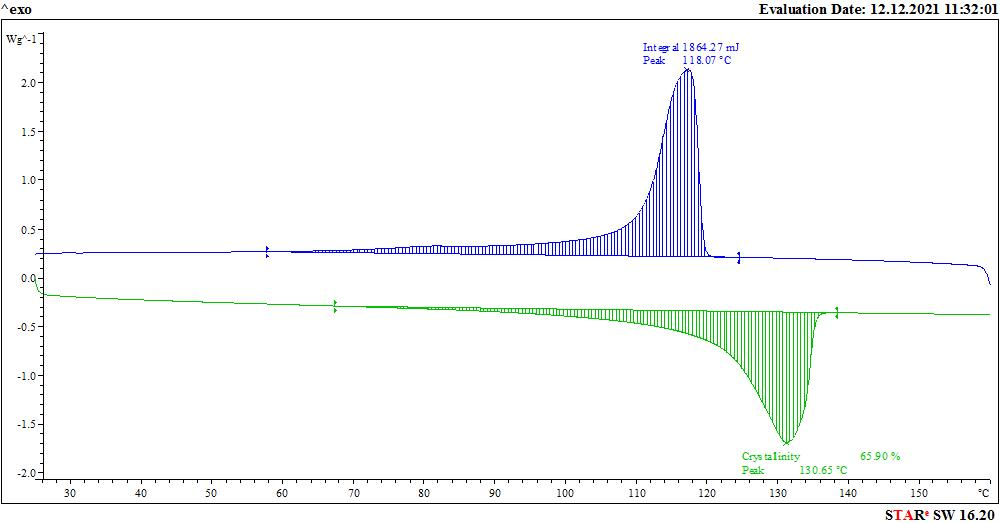 ^exo
Evaluation Date: 12.12.2021 11:32:01
Wg^-1
Integral 1864.27 mJ
Peak 118.07 °C
2.0
1.5
1.0
0.5
0.0
-0.5
-1.0
-1.5
-2.0
Crystallinity 65.90 %
Peak 130.65 °C
30 40 50 60 70 80 90 100 110 120 130 140 150 °C
STARe SW 16.20